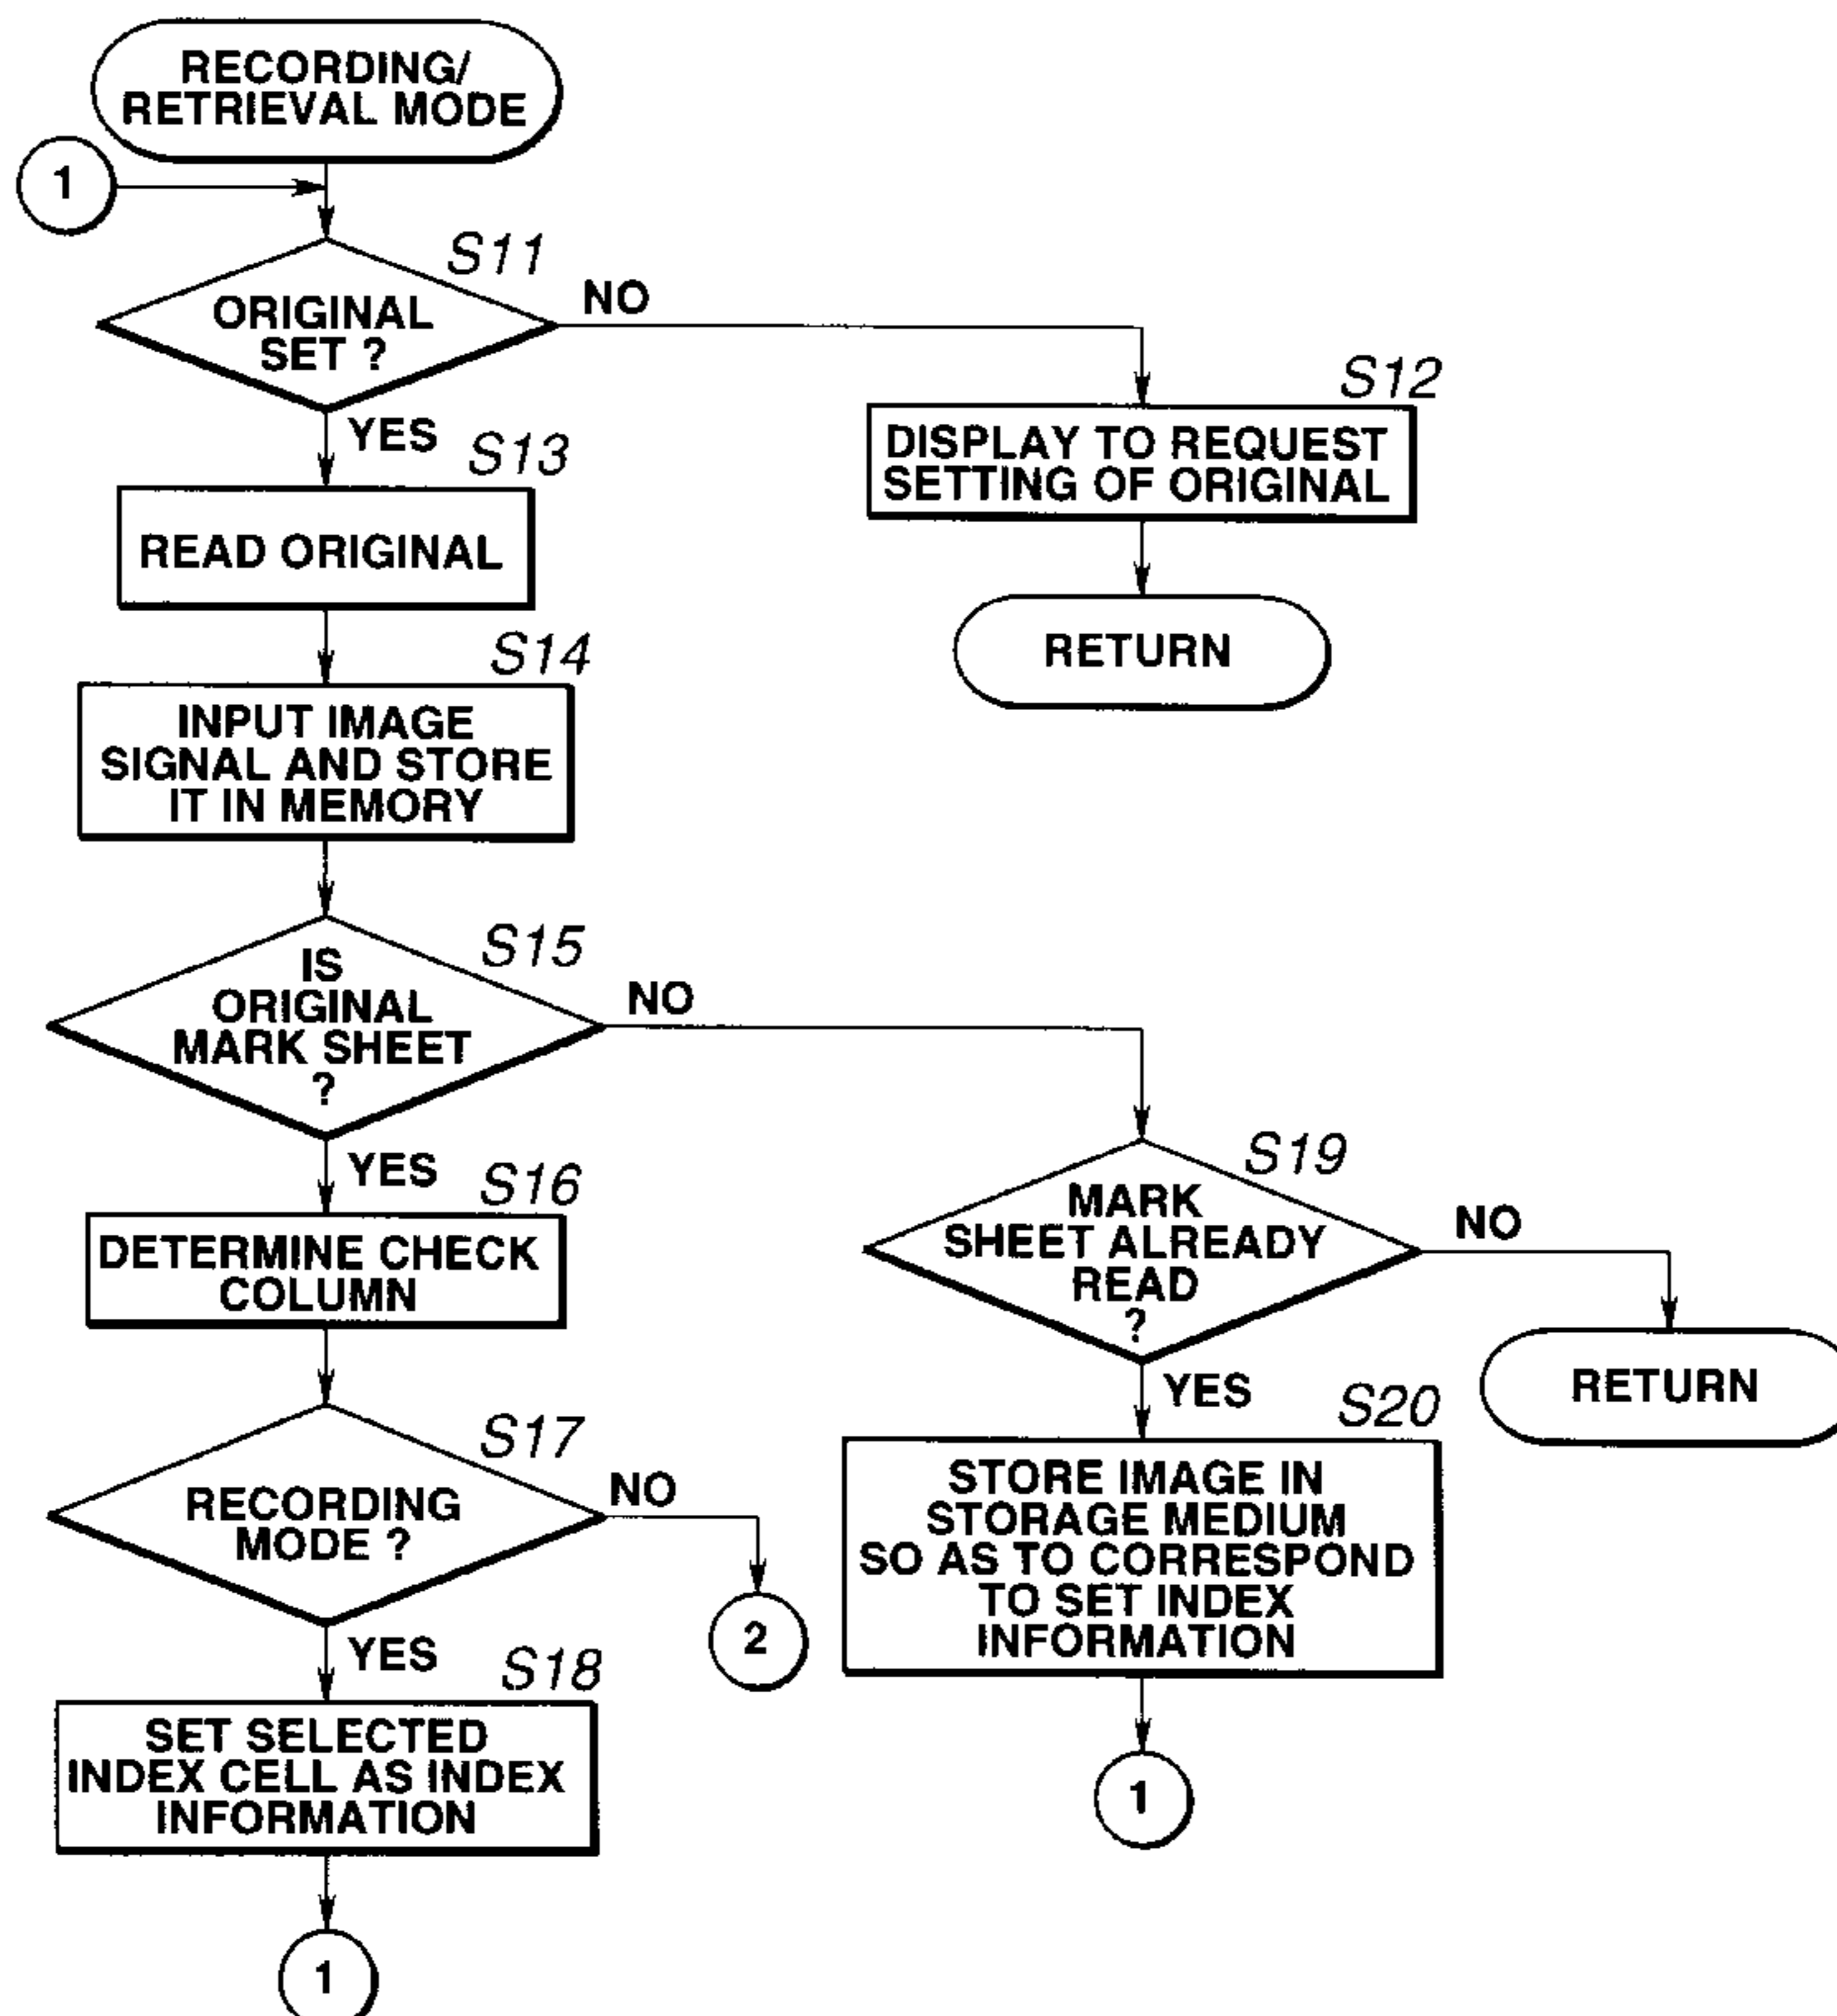 RECORDING/
RETRIEVAL MODE
1
S11
ORIGINAL
SET ?
NO
YES
S12
DISPLAY TO REQUEST
SETTING OF ORIGINAL
RETURN
S13
READ ORIGINAL
S14
INPUT IMAGE
SIGNAL AND STORE
IT IN MEMORY
S15
IS
ORIGINAL
MARK SHEET
?
NO
YES
S16
DETERMINE CHECK
COLUMN
S17
RECORDING
MODE ?
NO
2
YES
S18
SET SELECTED
INDEX CELL AS INDEX
INFORMATION
1
S19
MARK
SHEET ALREADY
READ
?
NO
RETURN
YES
S20
STORE IMAGE IN
STORAGE MEDIUM
SO AS TO CORRESPOND
TO SET INDEX
INFORMATION
1